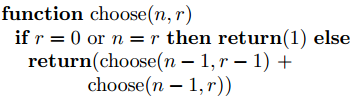 function choose(n, r)
if r = 0 or n = r then return(1) else
return(choose(n − 1, r − 1) +
choose(n − 1, r))